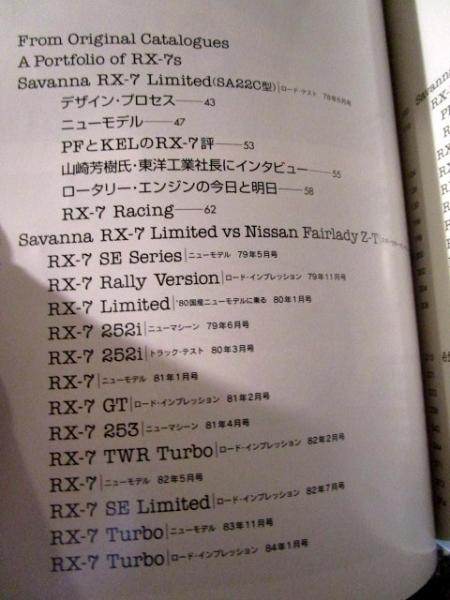 From Original Catalogues
A Portfolio of RX-7s
Savanna RX-7 Limited(SA22C型)|ロード・テスト 78年6月号
デザイン・プロセス——43
ニューモデル——47
PFとKELのRX-7評——53
山崎芳樹氏・東洋工業社長にインタビュー——55
ロータリー・エンジンの今日と明日——58
RX-7 Racing——62
Savanna RX-7 Limited vs Nissan Fairlady Z-T
RX-7 SE Series|ニューモデル 79年5月号
RX-7 Rally Version|ロード・インプレッション 79年11月号
RX-7 Limited|'80国産ニューモデルに乗る 80年1月号
RX-7 252i|ニューマシーン 79年6月号
RX-7 252i|トラック・テスト 80年3月号
RX-7|ニューモデル 81年1月号
RX-7 GT|ロード・インプレッション 81年2月号
RX-7 253|ニューマシーン 81年4月号
RX-7 TWR Turbo|ロード・インプレッション 82年2月号
RX-7|ニューモデル 82年5月号
RX-7 SE Limited|ロード・インプレッション 82年7月号
RX-7 Turbo|ニューモデル 83年11月号
RX-7 Turbo|ロード・インプレッション 84年1月号
Savanna